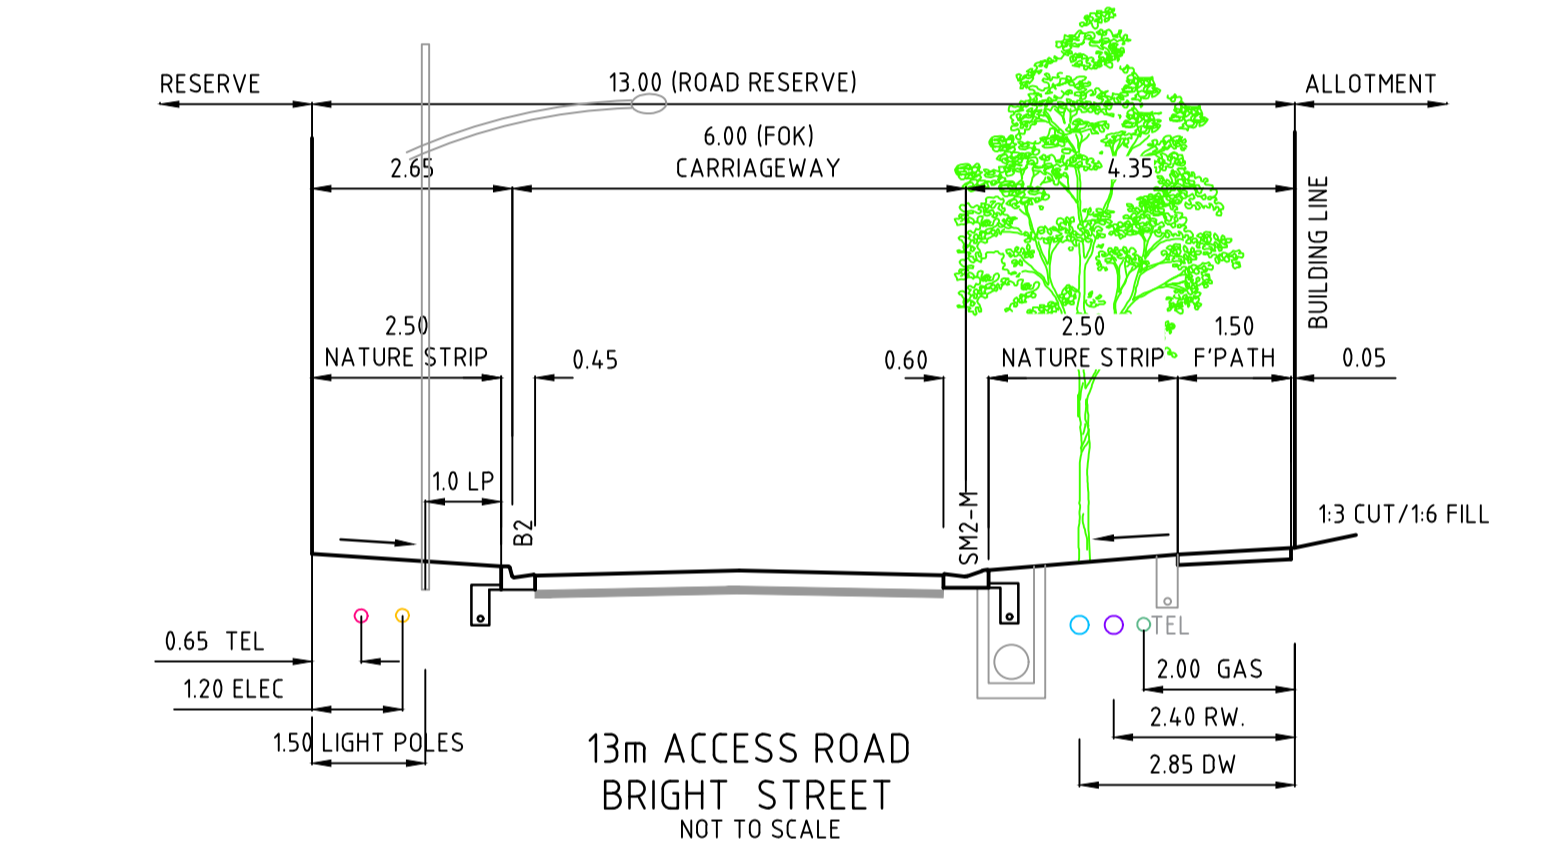 RESERVE
13.00 (ROAD RESERVE)
ALLOTMENT
6.00 (FOK)
CARRIAGEWAY
2.65
4.35
BUILDING LINE
2.50
NATURE STRIP
0.45
0.60
2.50
NATURE STRIP
1.50
F'PATH
0.05
1.0 LP
B2
SM2-M
1:3 CUT/1:6 FILL
TEL
0.65 TEL
1.20 ELEC
1.50 LIGHT POLES
2.00 GAS
2.40 RW.
2.85 DW
13m ACCESS ROAD
BRIGHT STREET
NOT TO SCALE